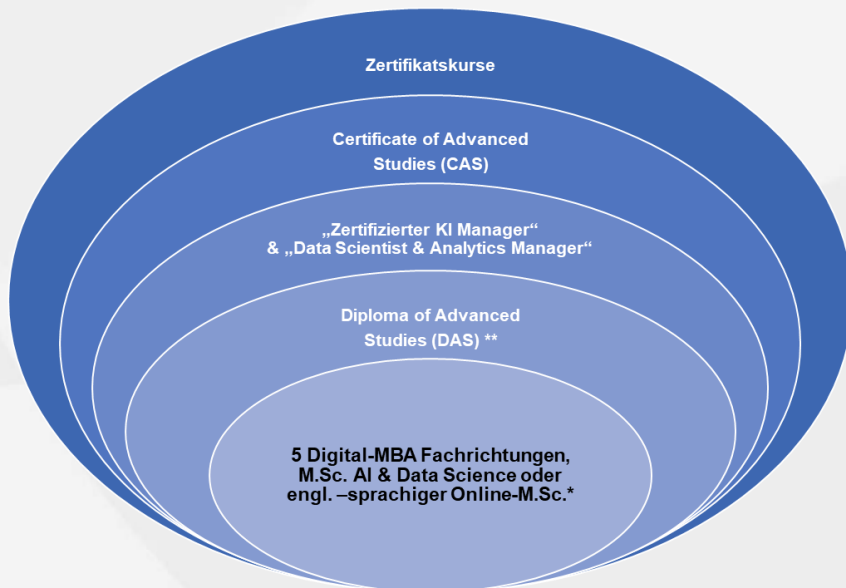 Zertifikatskurse
Certificate of Advanced
Studies (CAS)
„Zertifizierter KI Manager“
& „Data Scientist & Analytics Manager“
Diploma of Advanced
Studies (DAS) **
5 Digital-MBA Fachrichtungen,
M.Sc. AI & Data Science oder
engl. –sprachiger Online-M.Sc.*